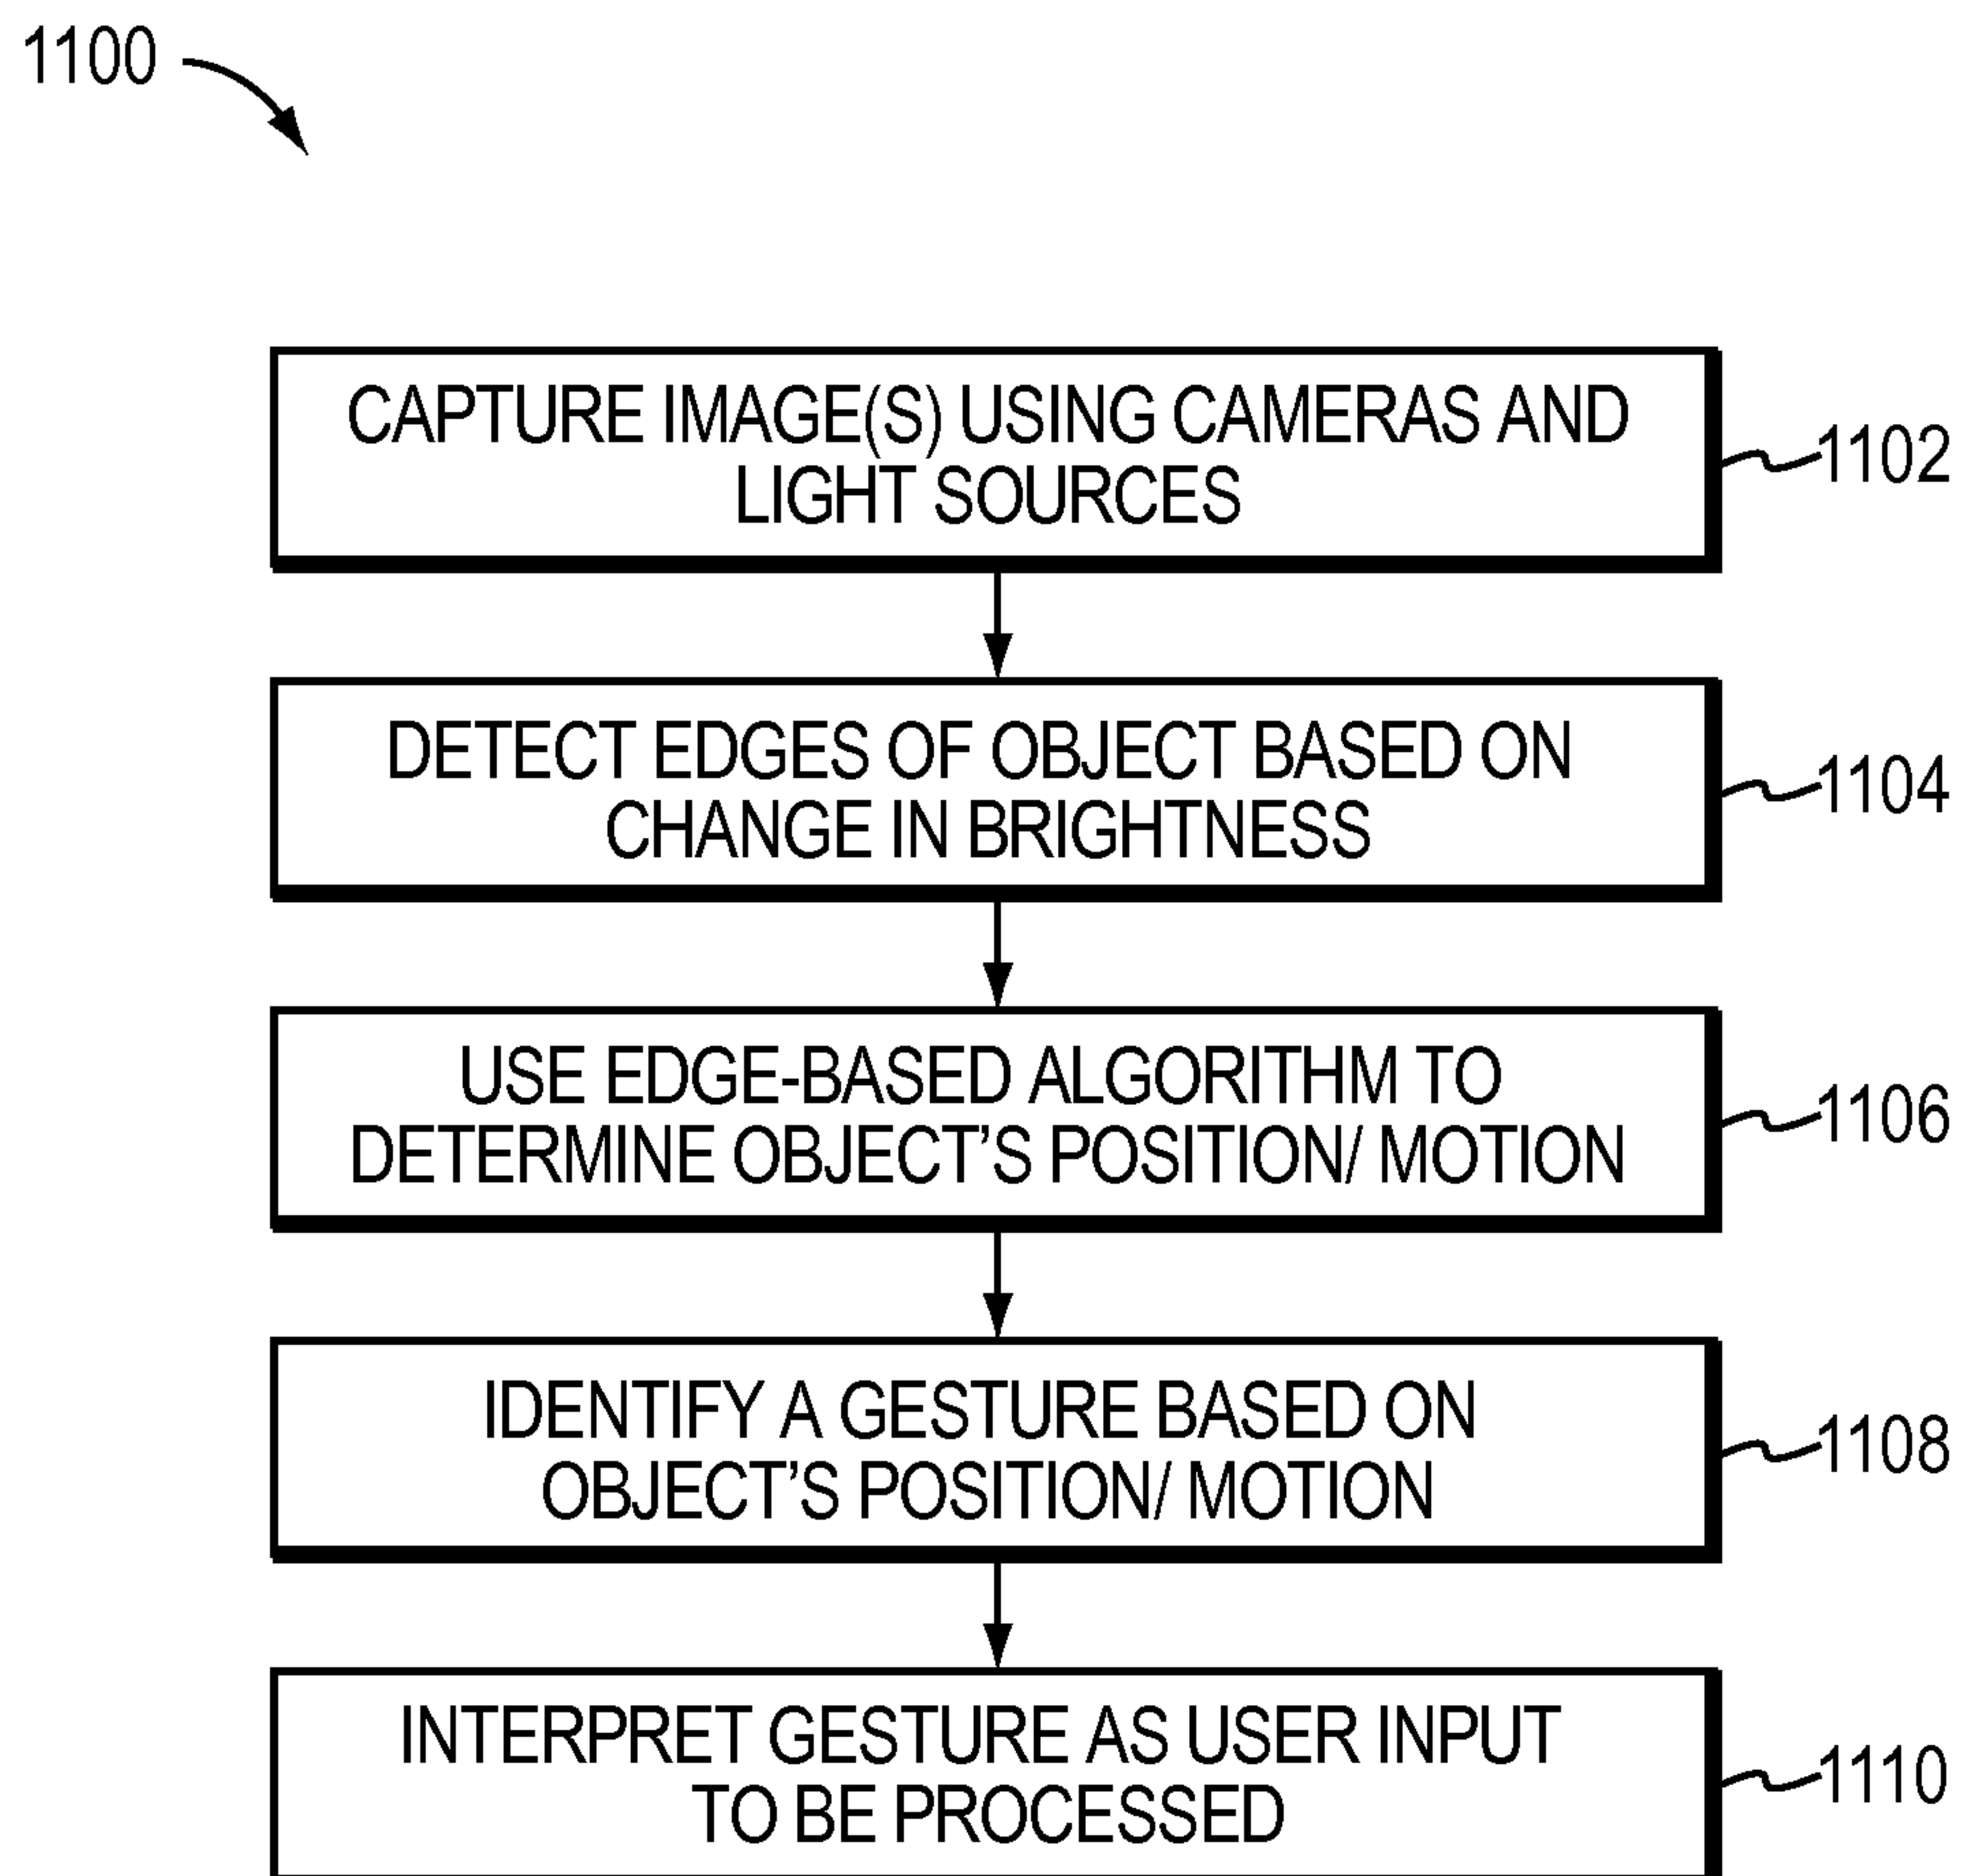 1100
CAPTURE IMAGE(S) USING CAMERAS AND
LIGHT SOURCES
1102
DETECT EDGES OF OBJECT BASED ON
CHANGE IN BRIGHTNESS
1104
USE EDGE-BASED ALGORITHM TO
DETERMINE OBJECT’S POSITION/ MOTION
1106
IDENTIFY A GESTURE BASED ON
OBJECT’S POSITION/ MOTION
1108
INTERPRET GESTURE AS USER INPUT
TO BE PROCESSED
1110